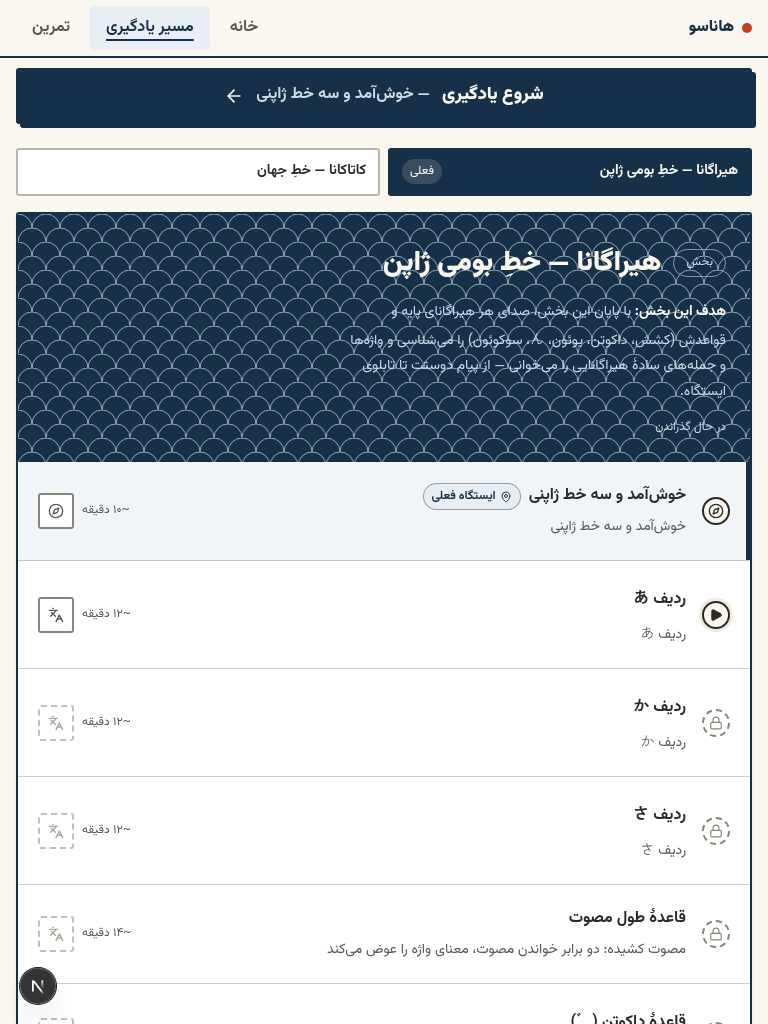 هاناسو
خانه
مسیر یادگیری
تمرین
شروع یادگیری — خوش‌آمد و سه خط ژاپنی
هیراگانا — خطِ بومی ژاپن
فعلی
کاتاکانا — خطِ جهان
بخش
هیراگانا — خطِ بومی ژاپن
هدف این بخش: با پایان این بخش، صدای هر هیراگانای پایه و
قواعدش (کشش، داکوتن، یوئون، ん، سوکوئون) را می‌شناسی و واژه‌ها
و جمله‌های سادهٔ هیراگانایی را می‌خوانی — از پیام دوستت تا تابلوی
ایستگاه.
در حال گذراندن
خوش‌آمد و سه خط ژاپنی
ایستگاه فعلی
خوش‌آمد و سه خط ژاپنی
~۱۰ دقیقه
ردیف あ
ردیف あ
~۱۲ دقیقه
ردیف か
ردیف か
~۱۲ دقیقه
ردیف さ
ردیف さ
~۱۲ دقیقه
قاعدهٔ طول مصوت
مصوت کشیده: دو برابر خواندن مصوت، معنای واژه را عوض می‌کند
~۱۴ دقیقه
قاعدهٔ داکوتن (゛゜)